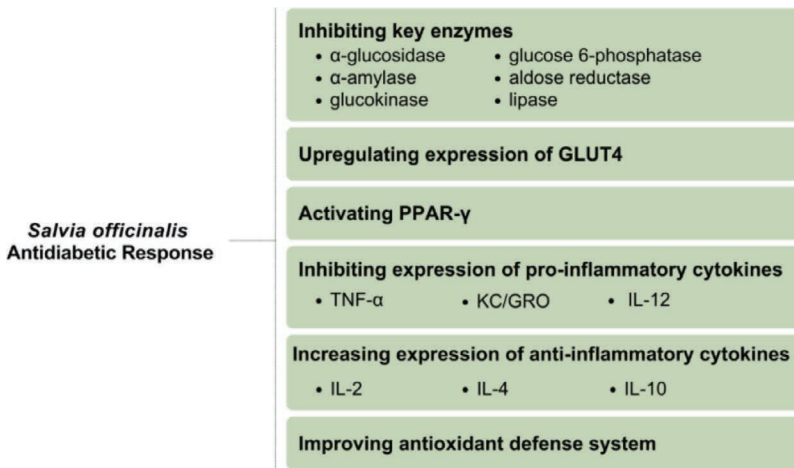 Salvia officinalis
Antidiabetic Response
Inhibiting key enzymes
• α-glucosidase • glucose 6-phosphatase
• α-amylase • aldose reductase
• glucokinase • lipase
Upregulating expression of GLUT4
Activating PPAR-γ
Inhibiting expression of pro-inflammatory cytokines
• TNF-α • KC/GRO • IL-12
Increasing expression of anti-inflammatory cytokines
• IL-2 • IL-4 • IL-10
Improving antioxidant defense system